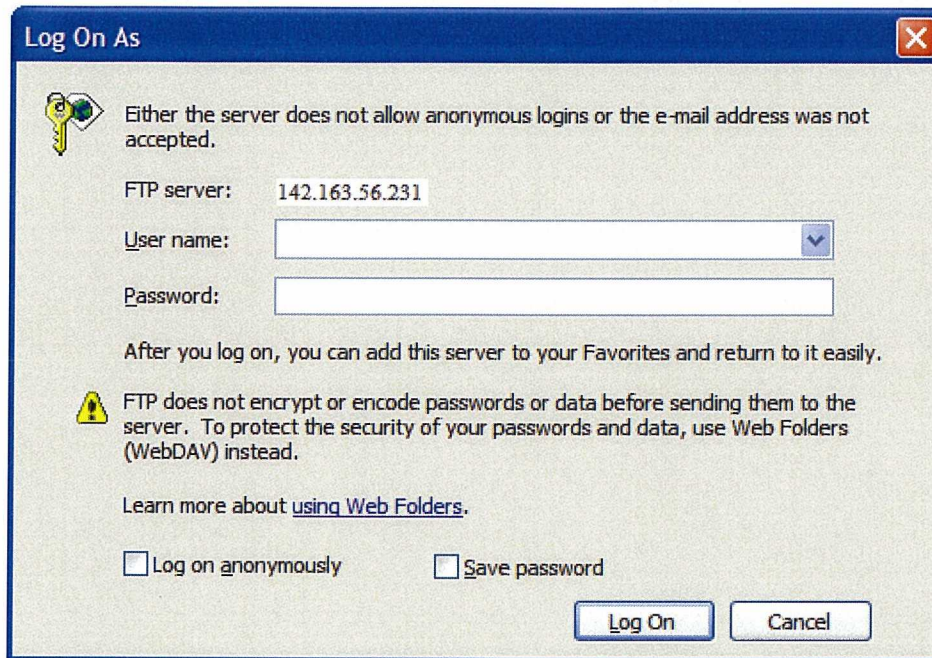 Log On As
Either the server does not allow anonymous logins or the e-mail address was not
accepted.
FTP server: 142.163.56.231
User name:
Password:
After you log on, you can add this server to your Favorites and return to it easily.
FTP does not encrypt or encode passwords or data before sending them to the
server. To protect the security of your passwords and data, use Web Folders
(WebDAV) instead.
Learn more about using Web Folders.
Log on anonymously Save password
Log On Cancel